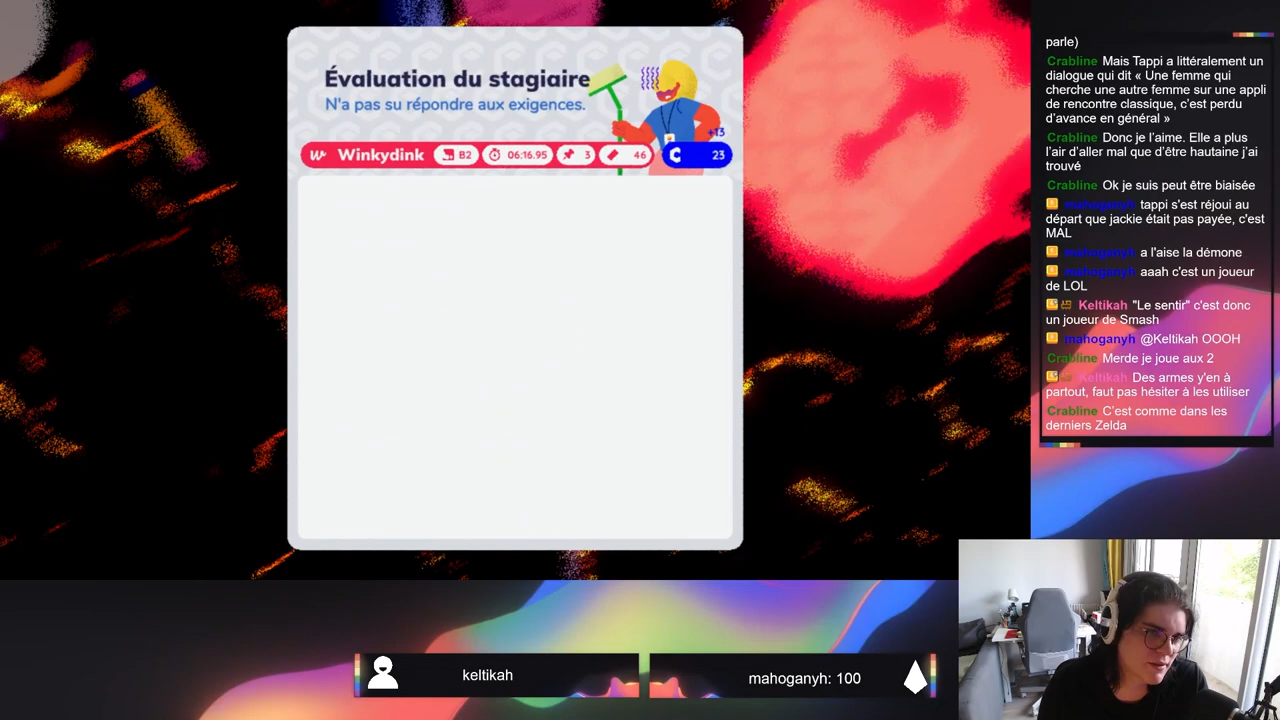 Évaluation du stagiaire
N'a pas su répondre aux exigences.
+13
Winkydink B2 06:16.95 3 46 23
parle)
Crabline Mais Tappi a littéralement un
dialogue qui dit « Une femme qui
cherche une autre femme sur une appli
de rencontre classique, c'est perdu
d'avance en général »
Crabline Donc je l'aime. Elle a plus
l'air d'aller mal que d'être hautaine j'ai
trouvé
Crabline Ok je suis peut être biaisée
mahoganyh tappi s'est réjoui au
départ que jackie était pas payée, c'est
MAL
mahoganyh a l'aise la démone
mahoganyh aaah c'est un joueur
de LOL
Keltikah "Le sentir" c'est donc
un joueur de Smash
mahoganyh @Keltikah OOOH
Crabline Merde je joue aux 2
Keltikah Des armes y'en à
partout, faut pas hésiter à les utiliser
Crabline C'est comme dans les
derniers Zelda
keltikah
mahoganyh: 100